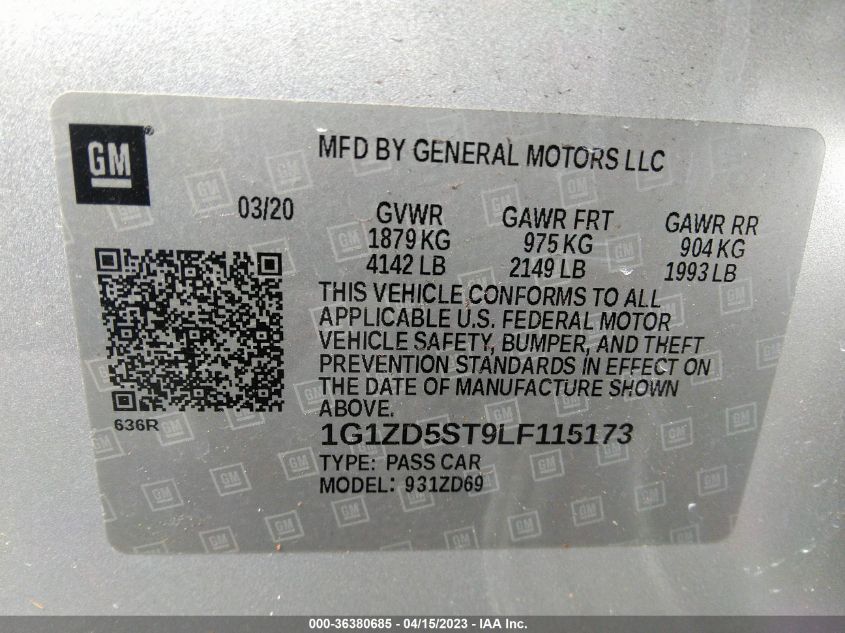 GM®
MFD BY GENERAL MOTORS LLC
03/20
GVWR GAWR FRT GAWR RR
1879 KG 975 KG 904 KG
4142 LB 2149 LB 1993 LB
THIS VEHICLE CONFORMS TO ALL
APPLICABLE U.S. FEDERAL MOTOR
VEHICLE SAFETY, BUMPER, AND THEFT
PREVENTION STANDARDS IN EFFECT ON
THE DATE OF MANUFACTURE SHOWN
ABOVE.
636R
1G1ZD5ST9LF115173
TYPE: PASS CAR
MODEL: 931ZD69
000-36380685 - 04/15/2023 - IAA Inc.